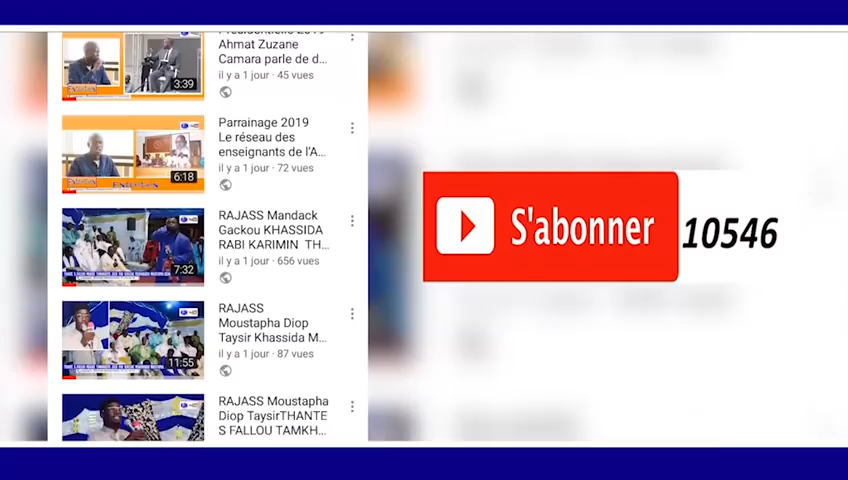 Présidentielle 2019
Ahmat Zuzane
Camara parle de d...
il y a 1 jour · 45 vues
3:39
Parrainage 2019
Le réseau des
enseignants de l'A...
il y a 1 jour · 72 vues
6:18
RAJASS Mandack
Gackou KHASSIDA
RABI KARIMIN TH...
il y a 1 jour · 656 vues
7:32
RAJASS
Moustapha Diop
Taysir Khassida M...
il y a 1 jour · 87 vues
11:55
RAJASS Moustapha
Diop TaysirTHANTE
S FALLOU TAMKH...
S'abonner
10546